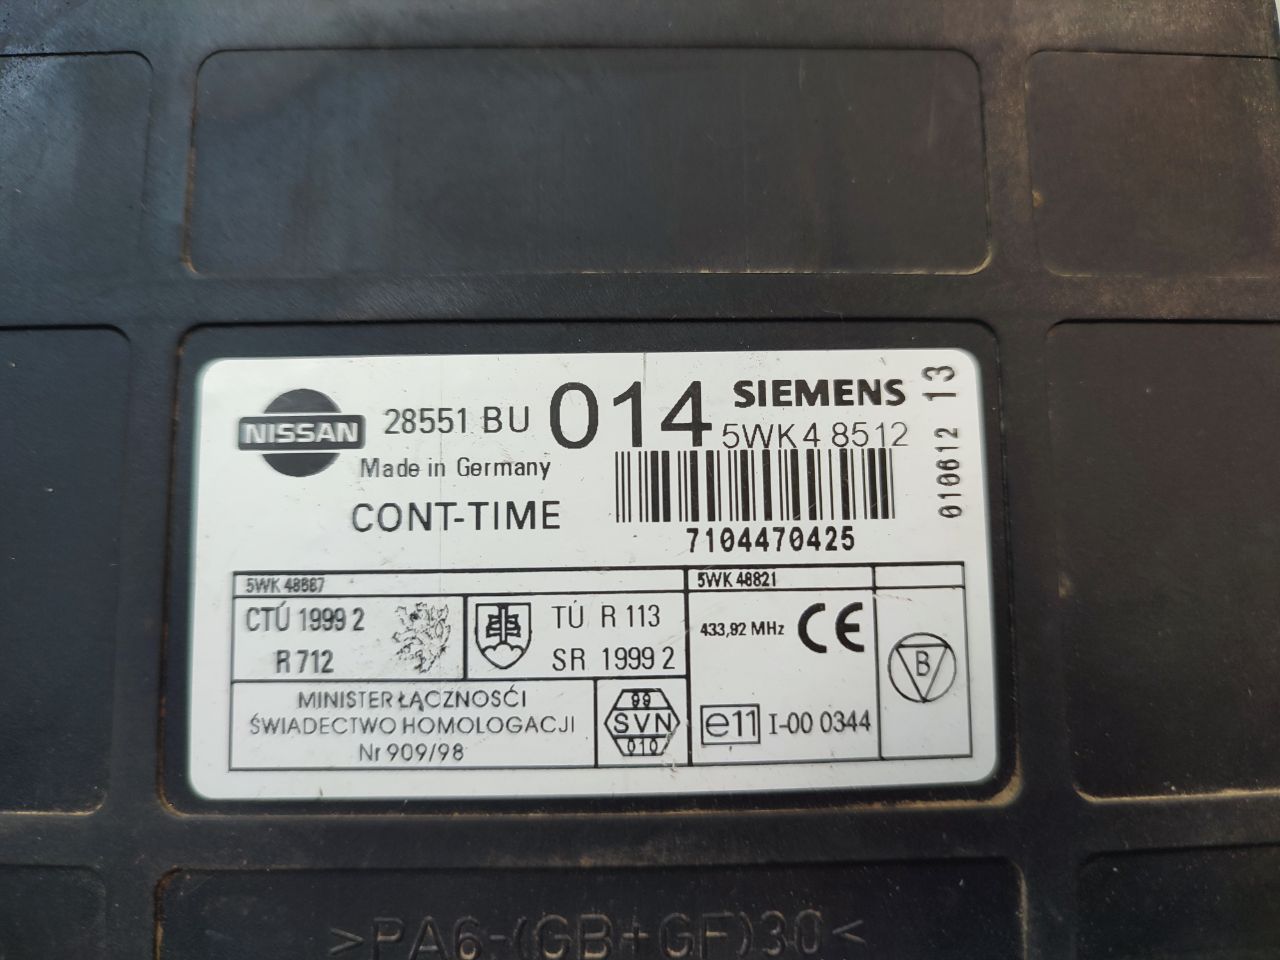 NISSAN
28551 BU 014
SIEMENS
5WK4 8512
010612 13
Made in Germany
CONT-TIME
7104470425
5WK 48687
5WK 48821
CTÚ 1999 2
R 712
TÚ R 113
SR 1999 2
433,92 MHz CE
B
MINISTER ŁĄCZNOŚĆI
ŚWIADECTWO HOMOLOGACJI
Nr 909/98
99
SVN
010
e11 I-00 0344
>PA6-(GB+GF)30<